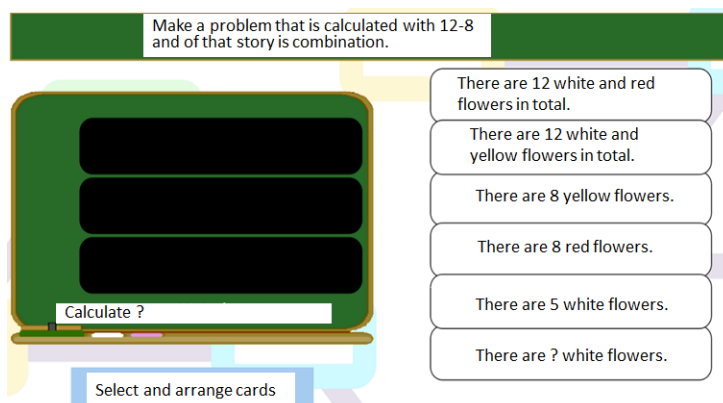 Make a problem that is calculated with 12-8
and of that story is combination.
Calculate ?
Select and arrange cards
There are 12 white and red
flowers in total.
There are 12 white and
yellow flowers in total.
There are 8 yellow flowers.
There are 8 red flowers.
There are 5 white flowers.
There are ? white flowers.